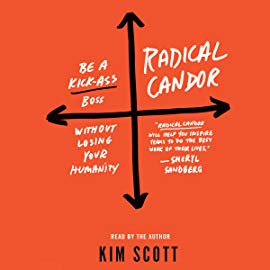 BE A
KICK-ASS
BOSS
WITHOUT
LOSING
YOUR
HUMANITY
RADICAL
CANDOR
"RADICAL CANDOR
WILL HELP YOU INSPIRE
TEAMS TO DO THE BEST
WORK OF THEIR LIVES."
—SHERYL
SANDBERG
READ BY THE AUTHOR
KIM SCOTT